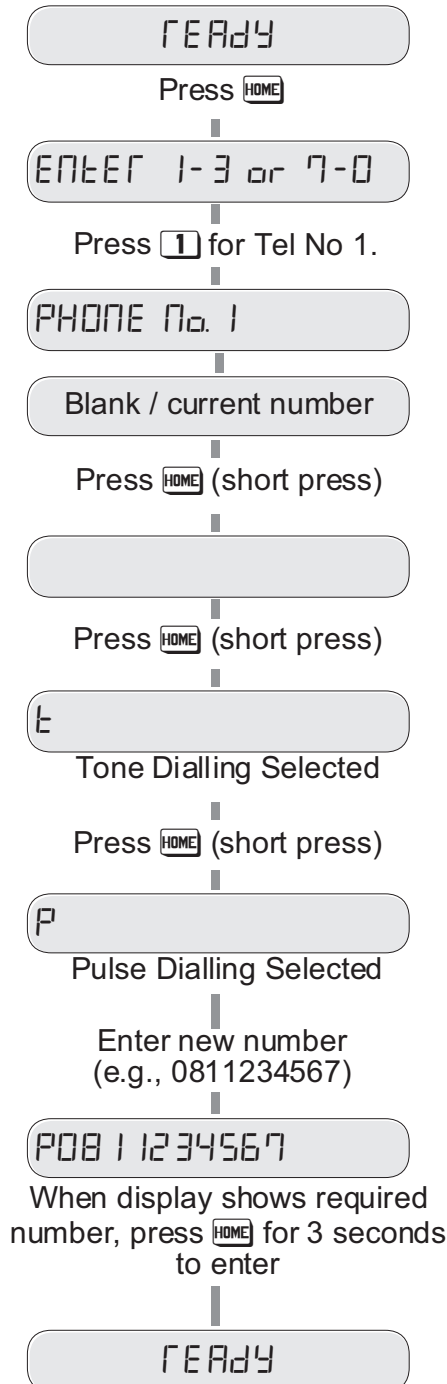 rEAdY
Press HOME
ENtEr 1-3 or 7-0
Press 1 for Tel No 1.
PHONE No. 1
Blank / current number
Press HOME (short press)
Press HOME (short press)
t
Tone Dialling Selected
Press HOME (short press)
P
Pulse Dialling Selected
Enter new number
(e.g., 0811234567)
P0811234567
When display shows required
number, press HOME for 3 seconds
to enter
rEAdY